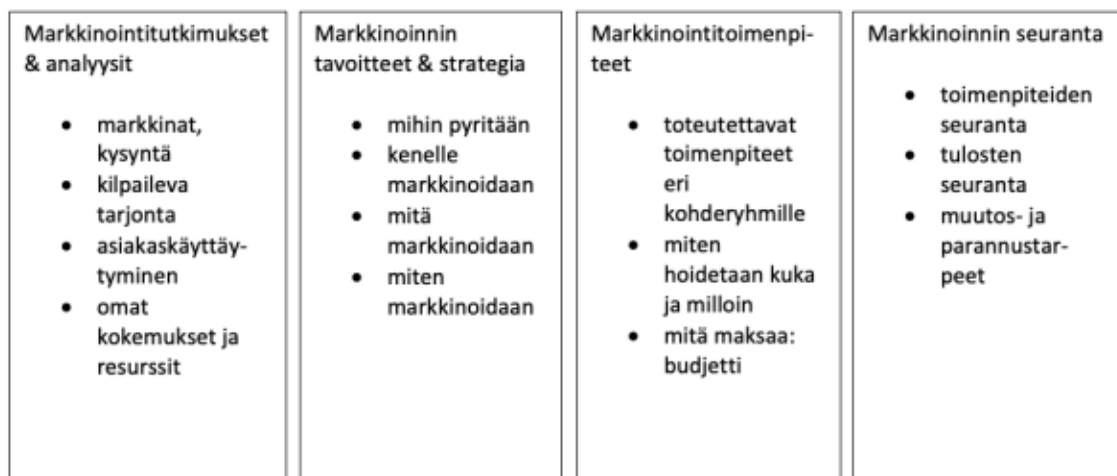 Markkinointitutkimukset
& analyysit
• markkinat,
kysyntä
• kilpaileva
tarjonta
• asiakaskäyttäy-
tyminen
• omat
kokemukset ja
resurssit
Markkinoinnin
tavoitteet & strategia
• mihin pyritään
• kenelle
markkinoidaan
• mitä
markkinoidaan
• miten
markkinoidaan
Markkinointitoimenpi-
teet
• toteutettavat
toimenpiteet
eri
kohderyhmille
• miten
hoidetaan kuka
ja milloin
• mitä maksaa:
budjetti
Markkinoinnin seuranta
• toimenpiteiden
seuranta
• tulosten
seuranta
• muutos- ja
parannustar-
peet